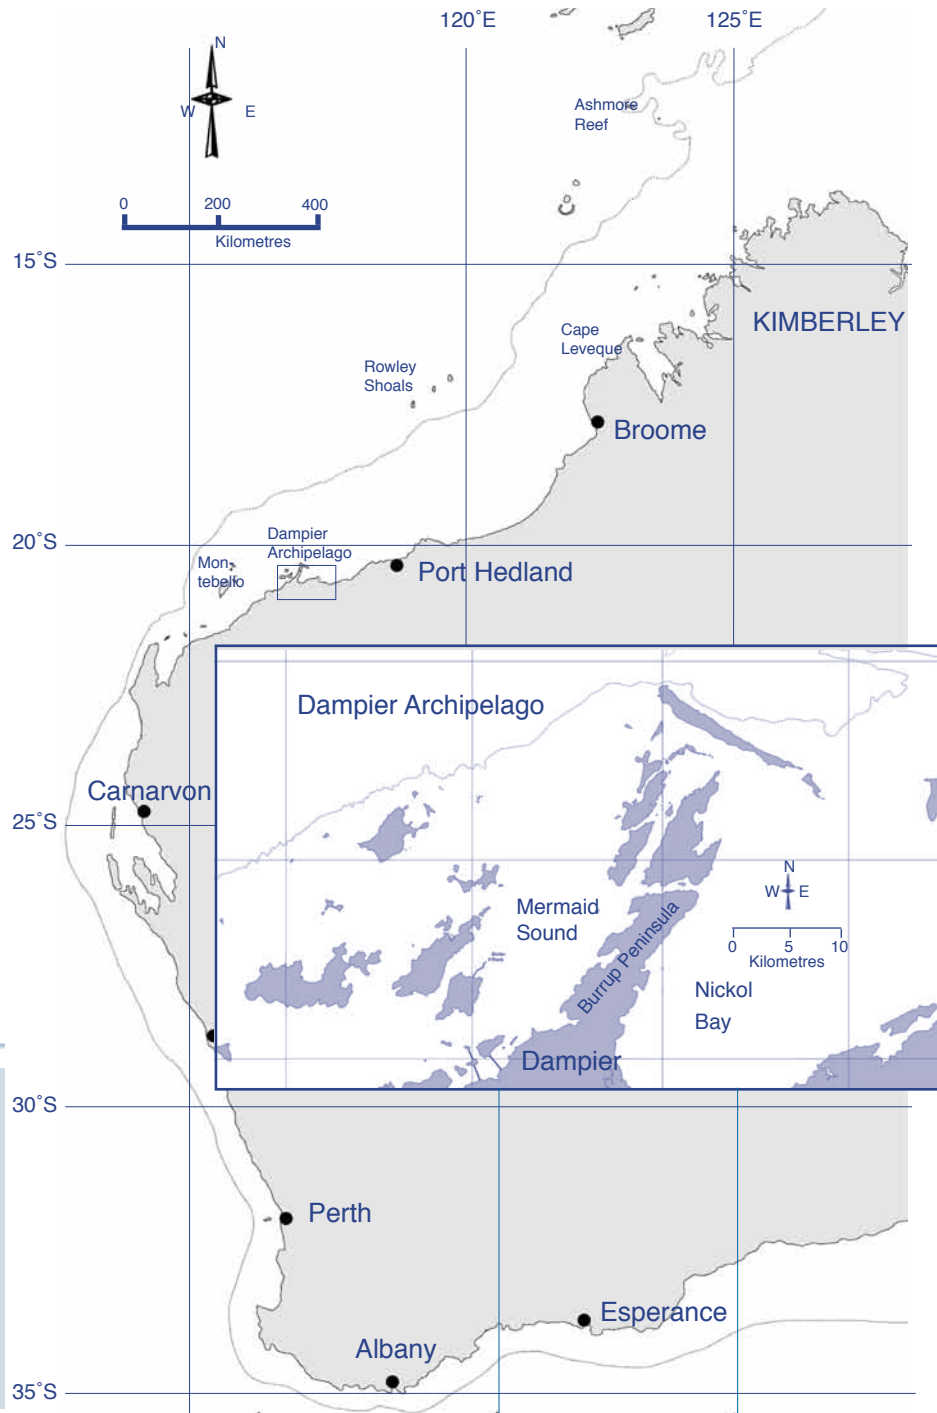 120°E
125°E
N
W
E
Ashmore
Reef
0
200
400
Kilometres
15°S
KIMBERLEY
Cape
Leveque
Rowley
Shoals
Broome
20°S
Dampier
Archipelago
Mon-
tebello
Port Hedland
Dampier Archipelago
Carnarvon
25°S
N
W
E
Mermaid
Sound
Burrup Peninsula
0
5
10
Kilometres
Nickol
Bay
Dampier
30°S
Perth
Esperance
Albany
35°S